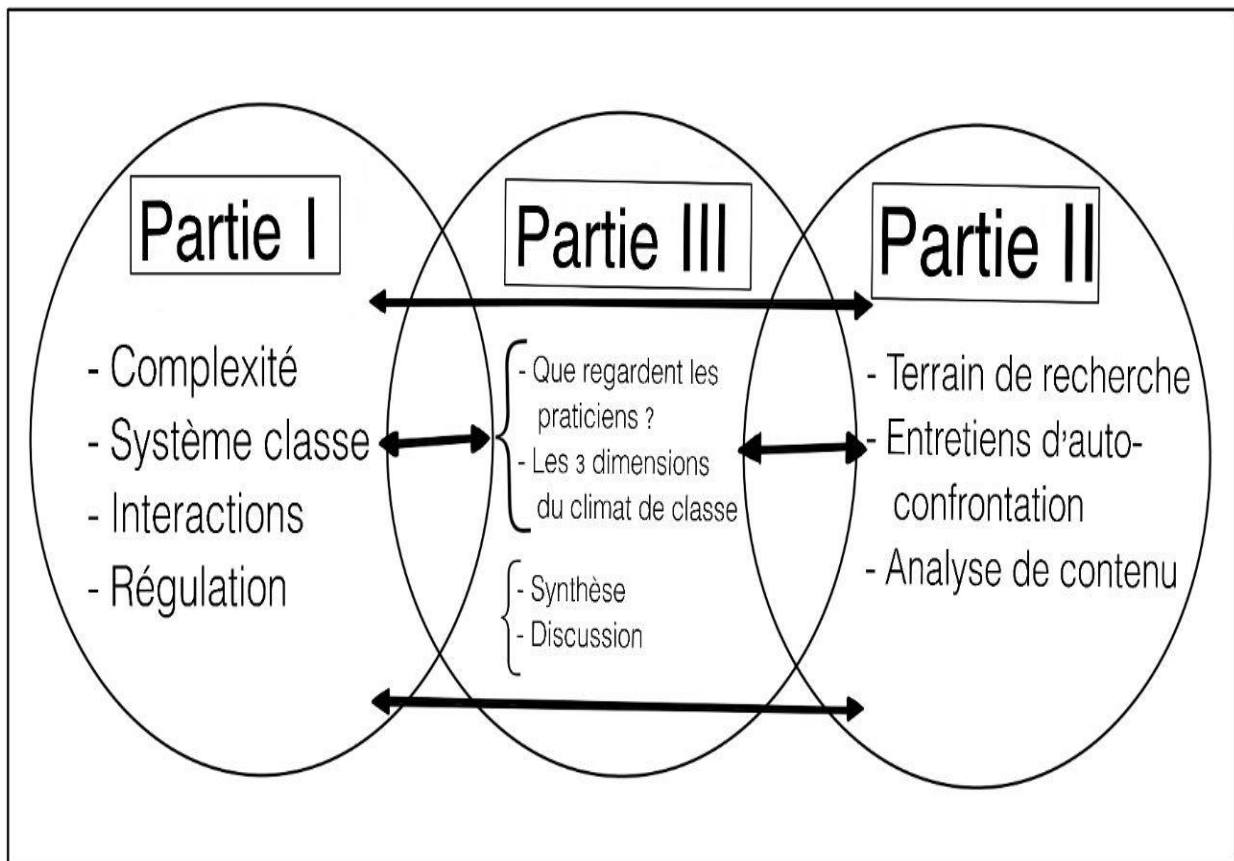 Partie I
- Complexité
- Système classe
- Interactions
- Régulation
Partie III
- Que regardent les
praticiens ?
- Les 3 dimensions
du climat de classe
- Synthèse
- Discussion
Partie II
- Terrain de recherche
- Entretiens d'auto-
confrontation
- Analyse de contenu